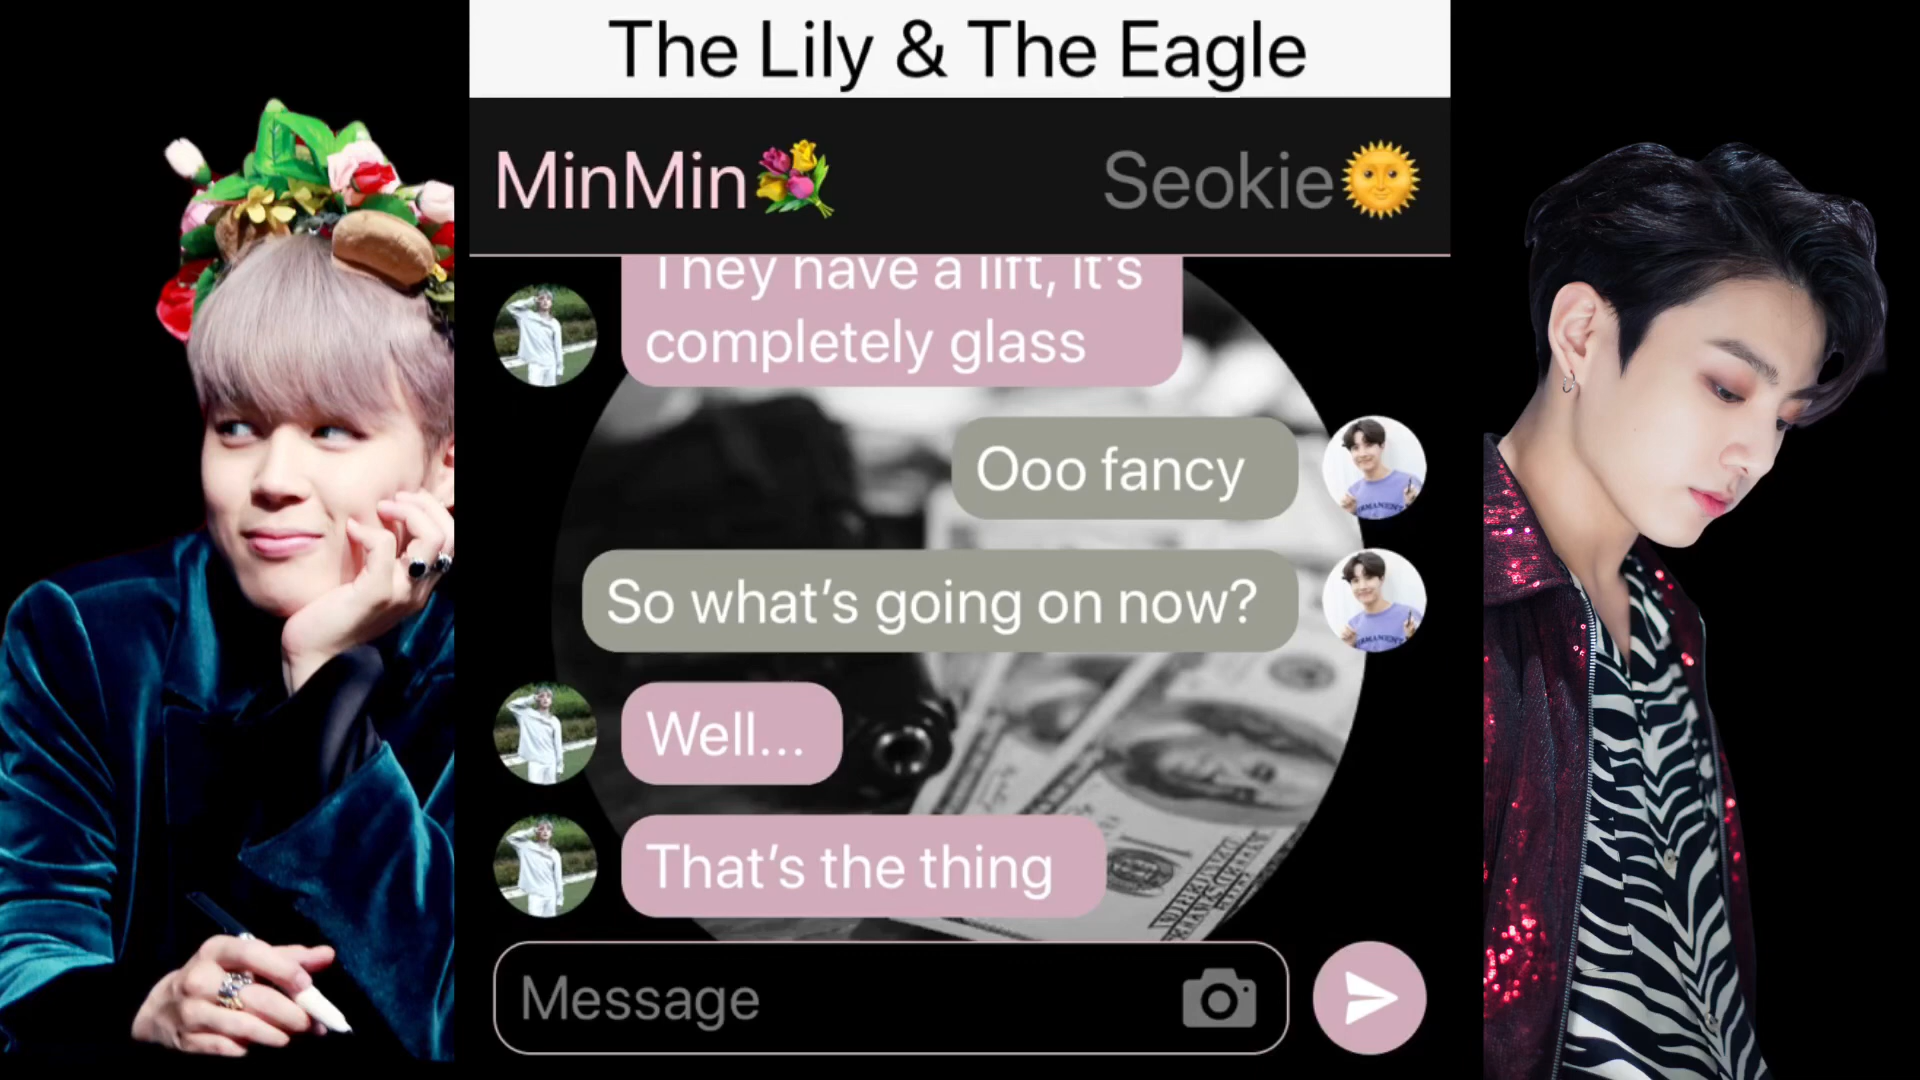 The Lily & The Eagle
MinMin💐
Seokie🌞
They have a lift, it's
completely glass
Ooo fancy
So what's going on now?
Well...
That's the thing
Message